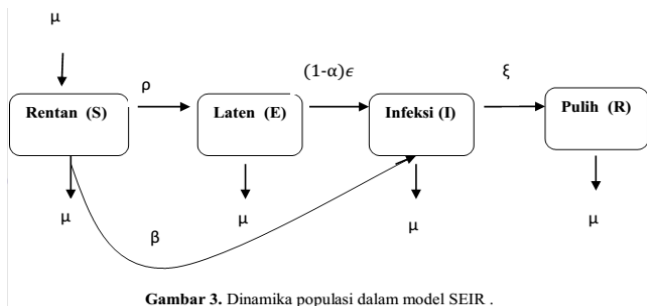 μ
ρ
(1-α)ϵ
ξ
Rentan (S)
Laten (E)
Infeksi (I)
Pulih (R)
μ
μ
μ
μ
β
Gambar 3. Dinamika populasi dalam model SEIR .